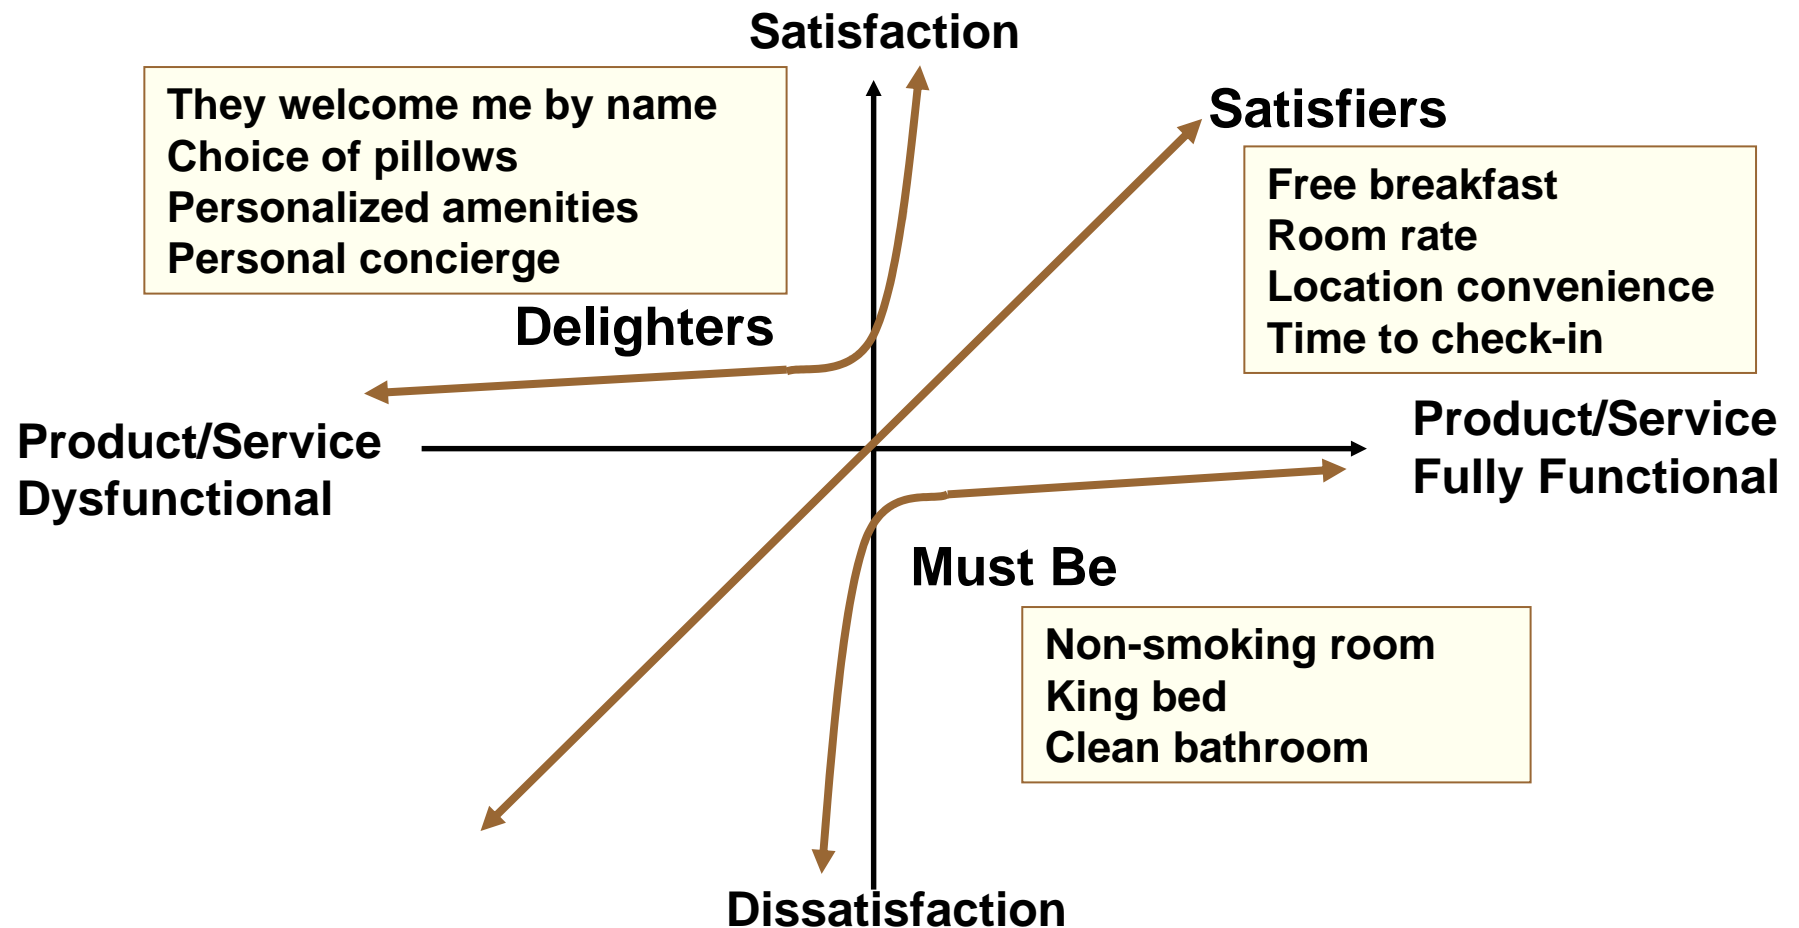 Satisfaction
They welcome me by name
Choice of pillows
Personalized amenities
Personal concierge
Delighters
Satisfiers
Free breakfast
Room rate
Location convenience
Time to check-in
Product/Service
Dysfunctional
Product/Service
Fully Functional
Must Be
Non-smoking room
King bed
Clean bathroom
Dissatisfaction